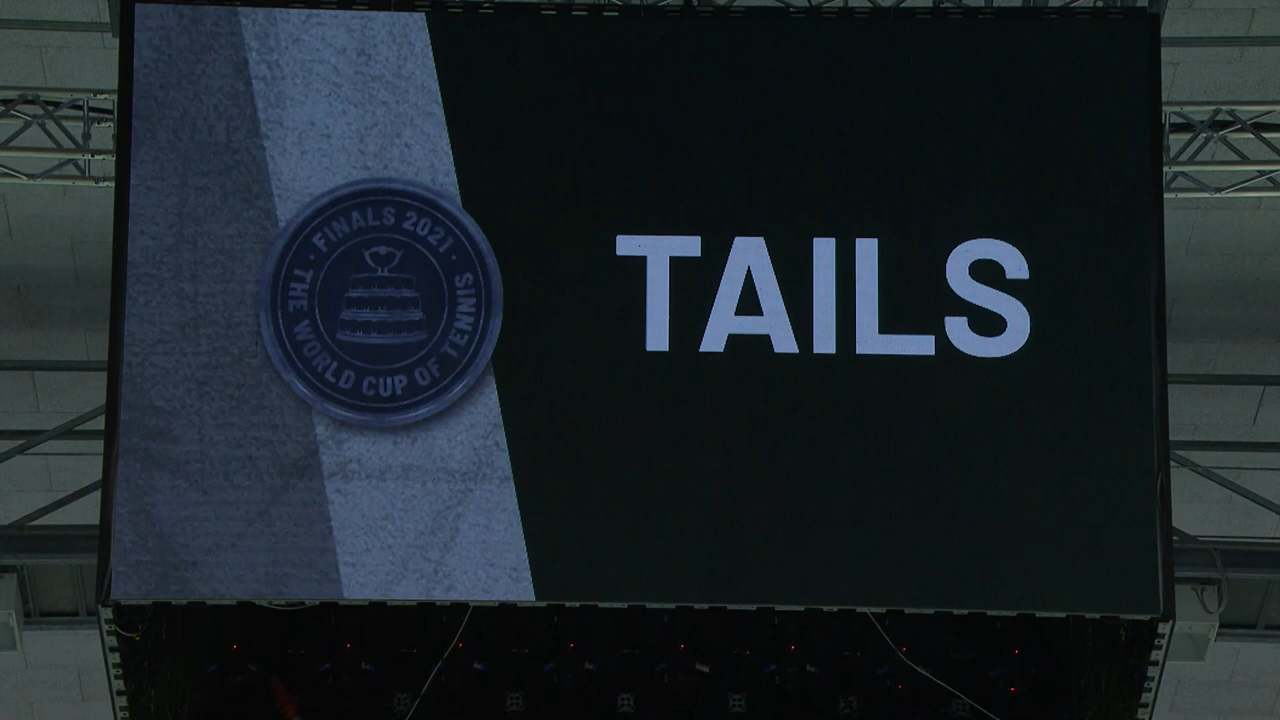 · FINALS 2021 ·
THE WORLD CUP OF TENNIS
TAILS